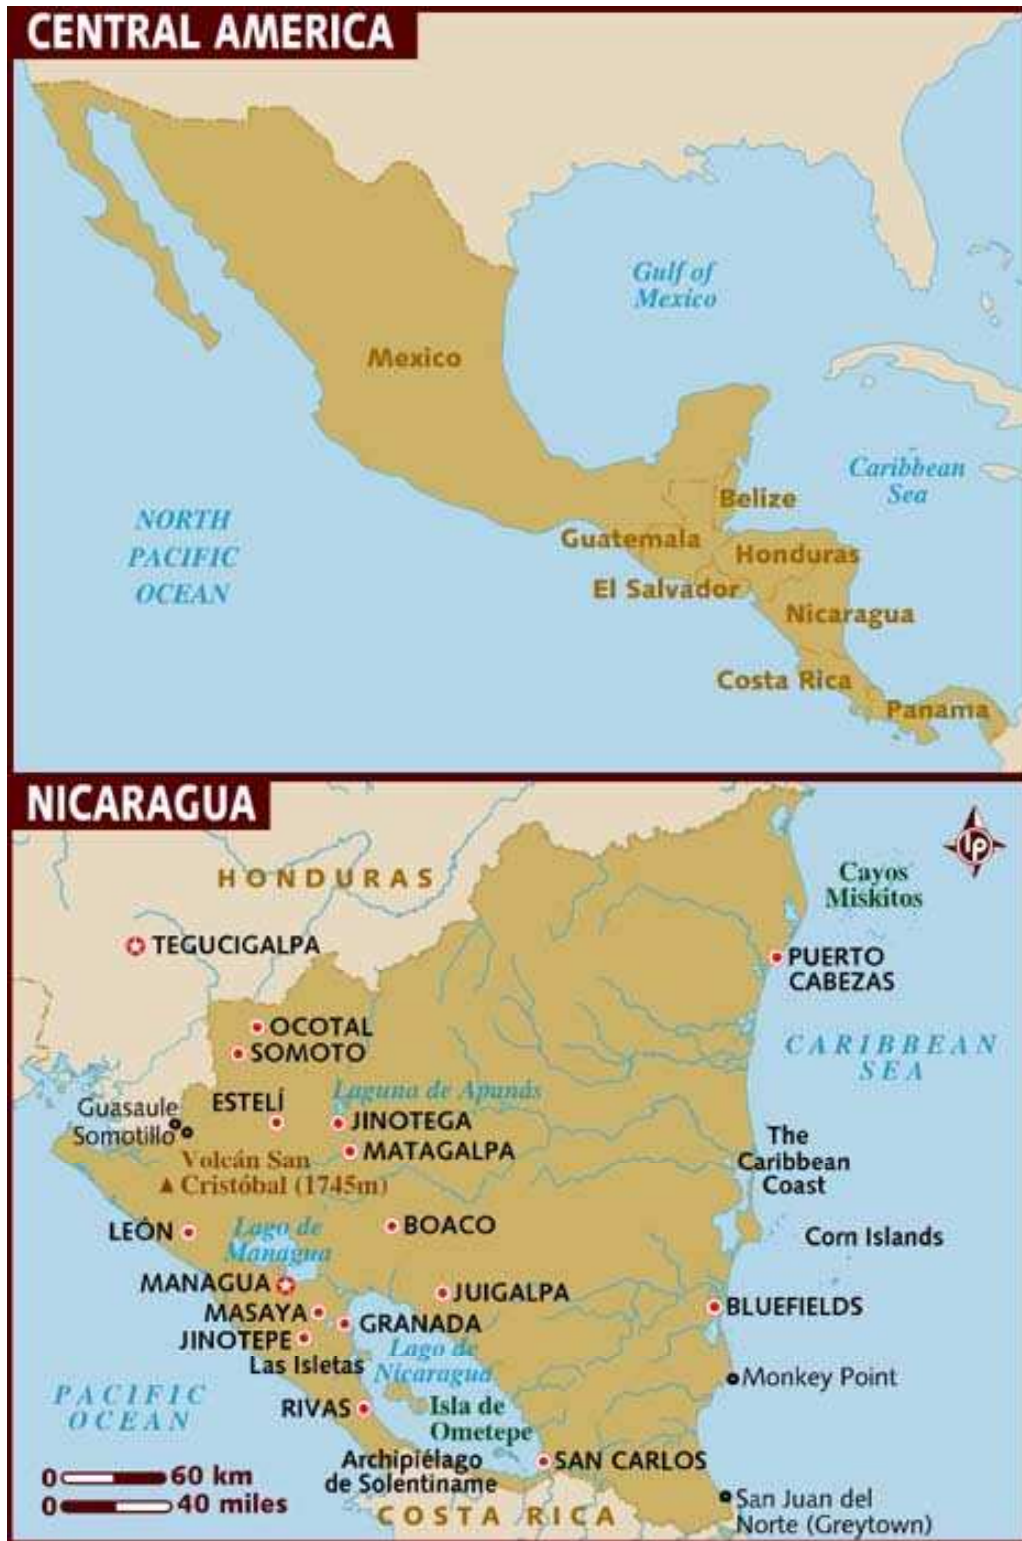 CENTRAL AMERICA
Gulf of
Mexico
Mexico
Caribbean
Sea
Belize
NORTH
PACIFIC
OCEAN
Guatemala
Honduras
El Salvador
Nicaragua
Costa Rica
Panama
NICARAGUA
lp
HONDURAS
Cayos
Miskitos
TEGUCIGALPA
PUERTO
CABEZAS
OCOTAL
SOMOTO
CARIBBEAN
SEA
Laguna de Apanás
ESTELÍ
Guasaule
JINOTEGA
Somotillo
MATAGALPA
The
Caribbean
Coast
Volcán San
Cristóbal (1745m)
LEÓN
Lago de
Managua
BOACO
Corn Islands
MANAGUA
JUIGALPA
MASAYA
BLUEFIELDS
GRANADA
JINOTEPE
Lago de
Nicaragua
Las Isletas
Monkey Point
PACIFIC
OCEAN
RIVAS
Isla de
Ometepe
Archipiélago
de Solentiname
SAN CARLOS
0 60 km
0 40 miles
COSTA RICA
San Juan del
Norte (Greytown)